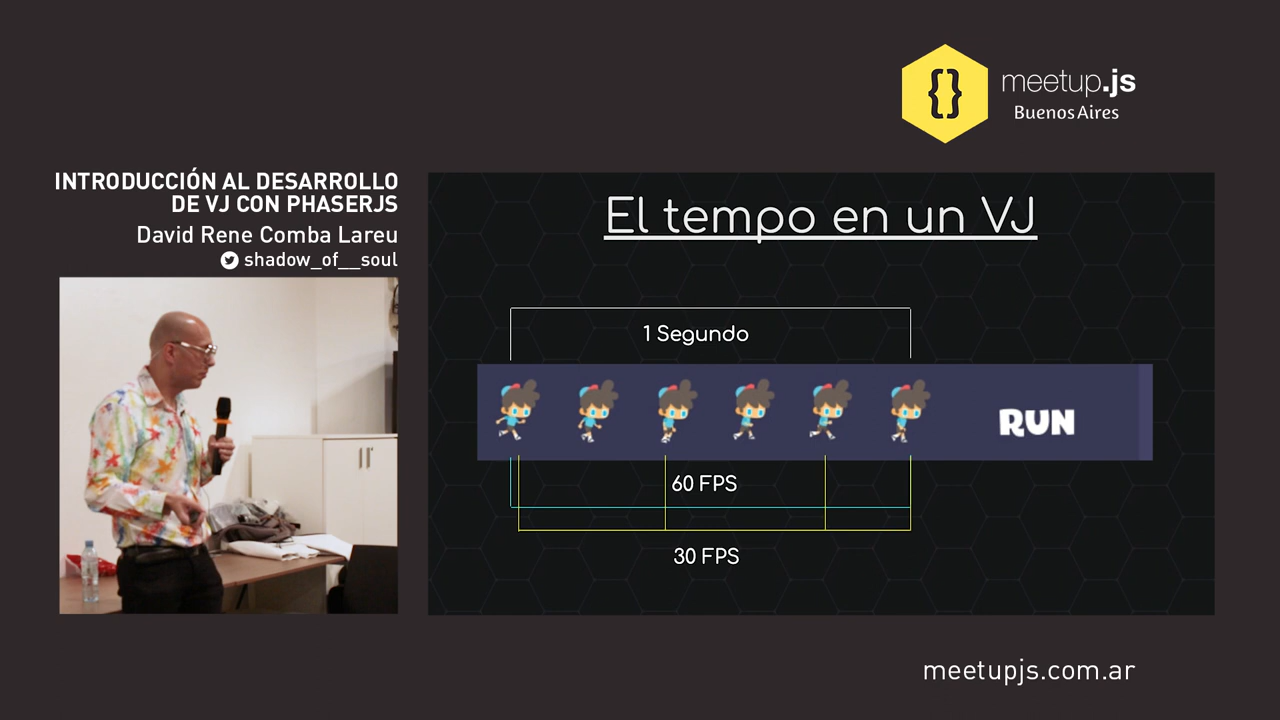 {}
meetup.js
Buenos Aires
INTRODUCCIÓN AL DESARROLLO
DE VJ CON PHASERJS
David Rene Comba Lareu
shadow_of__soul
El tempo en un VJ
1 Segundo
RUN
60 FPS
30 FPS
meetupjs.com.ar